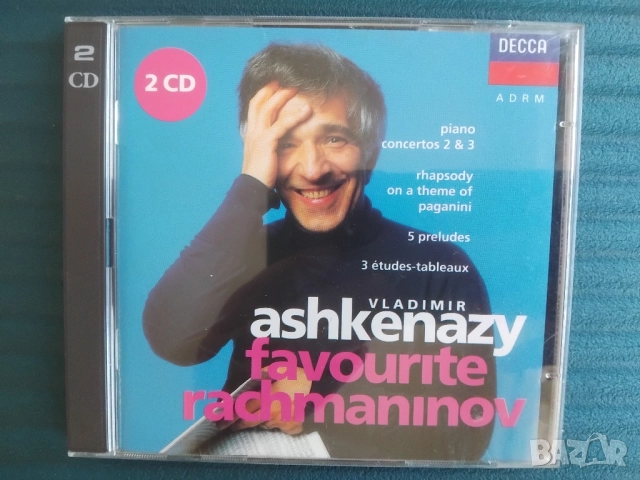 2
CD
2 CD
DECCA
ADRM
piano
concertos 2 & 3
rhapsody
on a theme of
paganini
5 preludes
3 études-tableaux
VLADIMIR
ashkenazy
favourite
rachmaninov
BAZAR